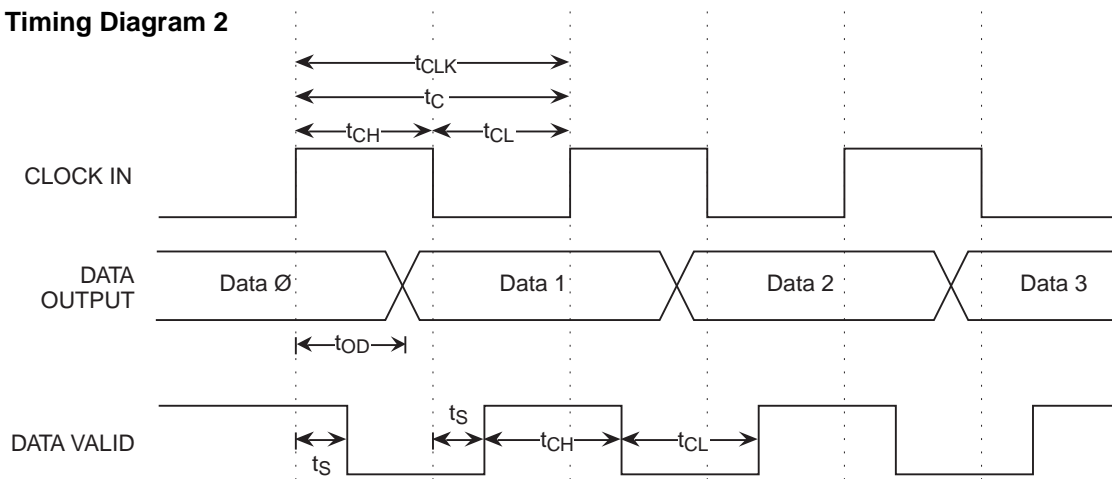 Timing Diagram 2
tCLK
tC
tCH
tCL
CLOCK IN
DATA
OUTPUT
Data Ø
Data 1
Data 2
Data 3
tOD
DATA VALID
tS
tS
tCH
tCL